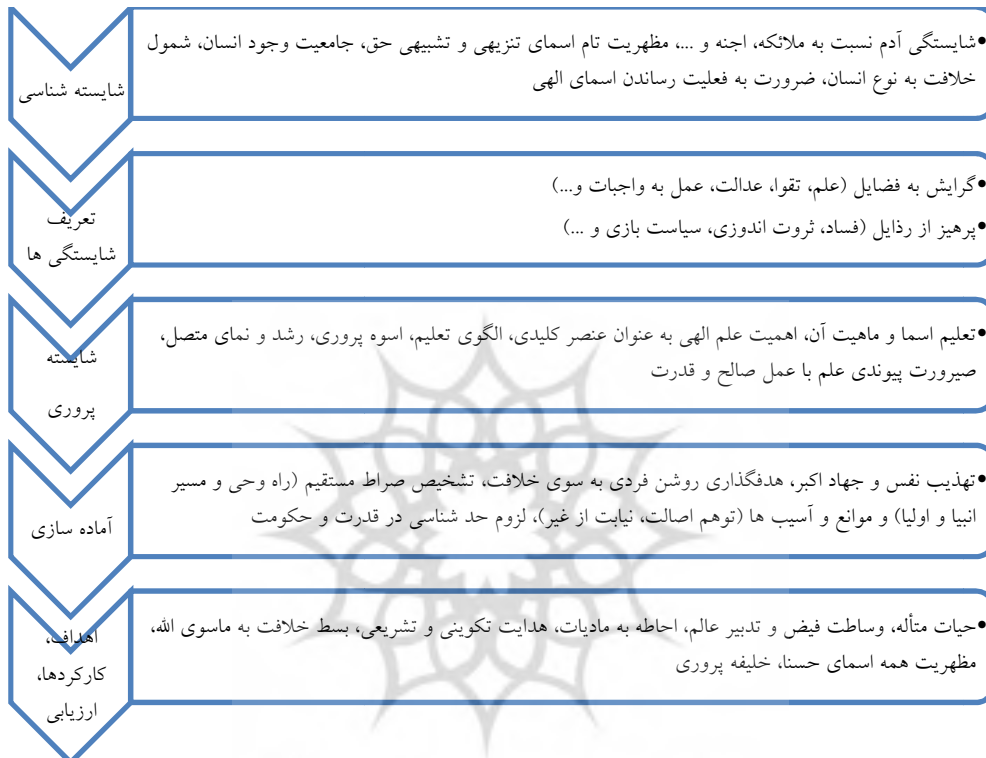 شایسته شناسی
•شایستگی آدم نسبت به ملائکه، اجنه و ...، مظهریت تام اسمای تنزیهی و تشبیهی حق، جامعیت وجود انسان، شمول
خلافت به نوع انسان، ضرورت به فعلیت رساندن اسمای الهی
تعریف
شایستگی ها
•گرایش به فضایل (علم، تقوا، عدالت، عمل به واجبات و...)
•پرهیز از رذایل (فساد، ثروت اندوزی، سیاست بازی و ...)
شایسته
پروری
•تعلیم اسما و ماهیت آن، اهمیت علم الهی به عنوان عنصر کلیدی، الگوی تعلیم، اسوه پروری، رشد و نمای متصل،
صیرورت پیوندی علم با عمل صالح و قدرت
آماده سازی
•تهذیب نفس و جهاد اکبر، هدفگذاری روشن فردی به سوی خلافت، تشخیص صراط مستقیم (راه وحی و مسیر
انبیا و اولیا) و موانع و آسیب ها (توهم اصالت، نیابت از غیر)، لزوم حد شناسی در قدرت و حکومت
اهداف،
کارکردها،
ارزیابی
•حیات متأله، وساطت فیض و تدبیر عالم، احاطه به مادیات، هدایت تکوینی و تشریعی، بسط خلافت به ماسوی الله،
مظهریت همه اسمای حسنا، خلیفه پروری